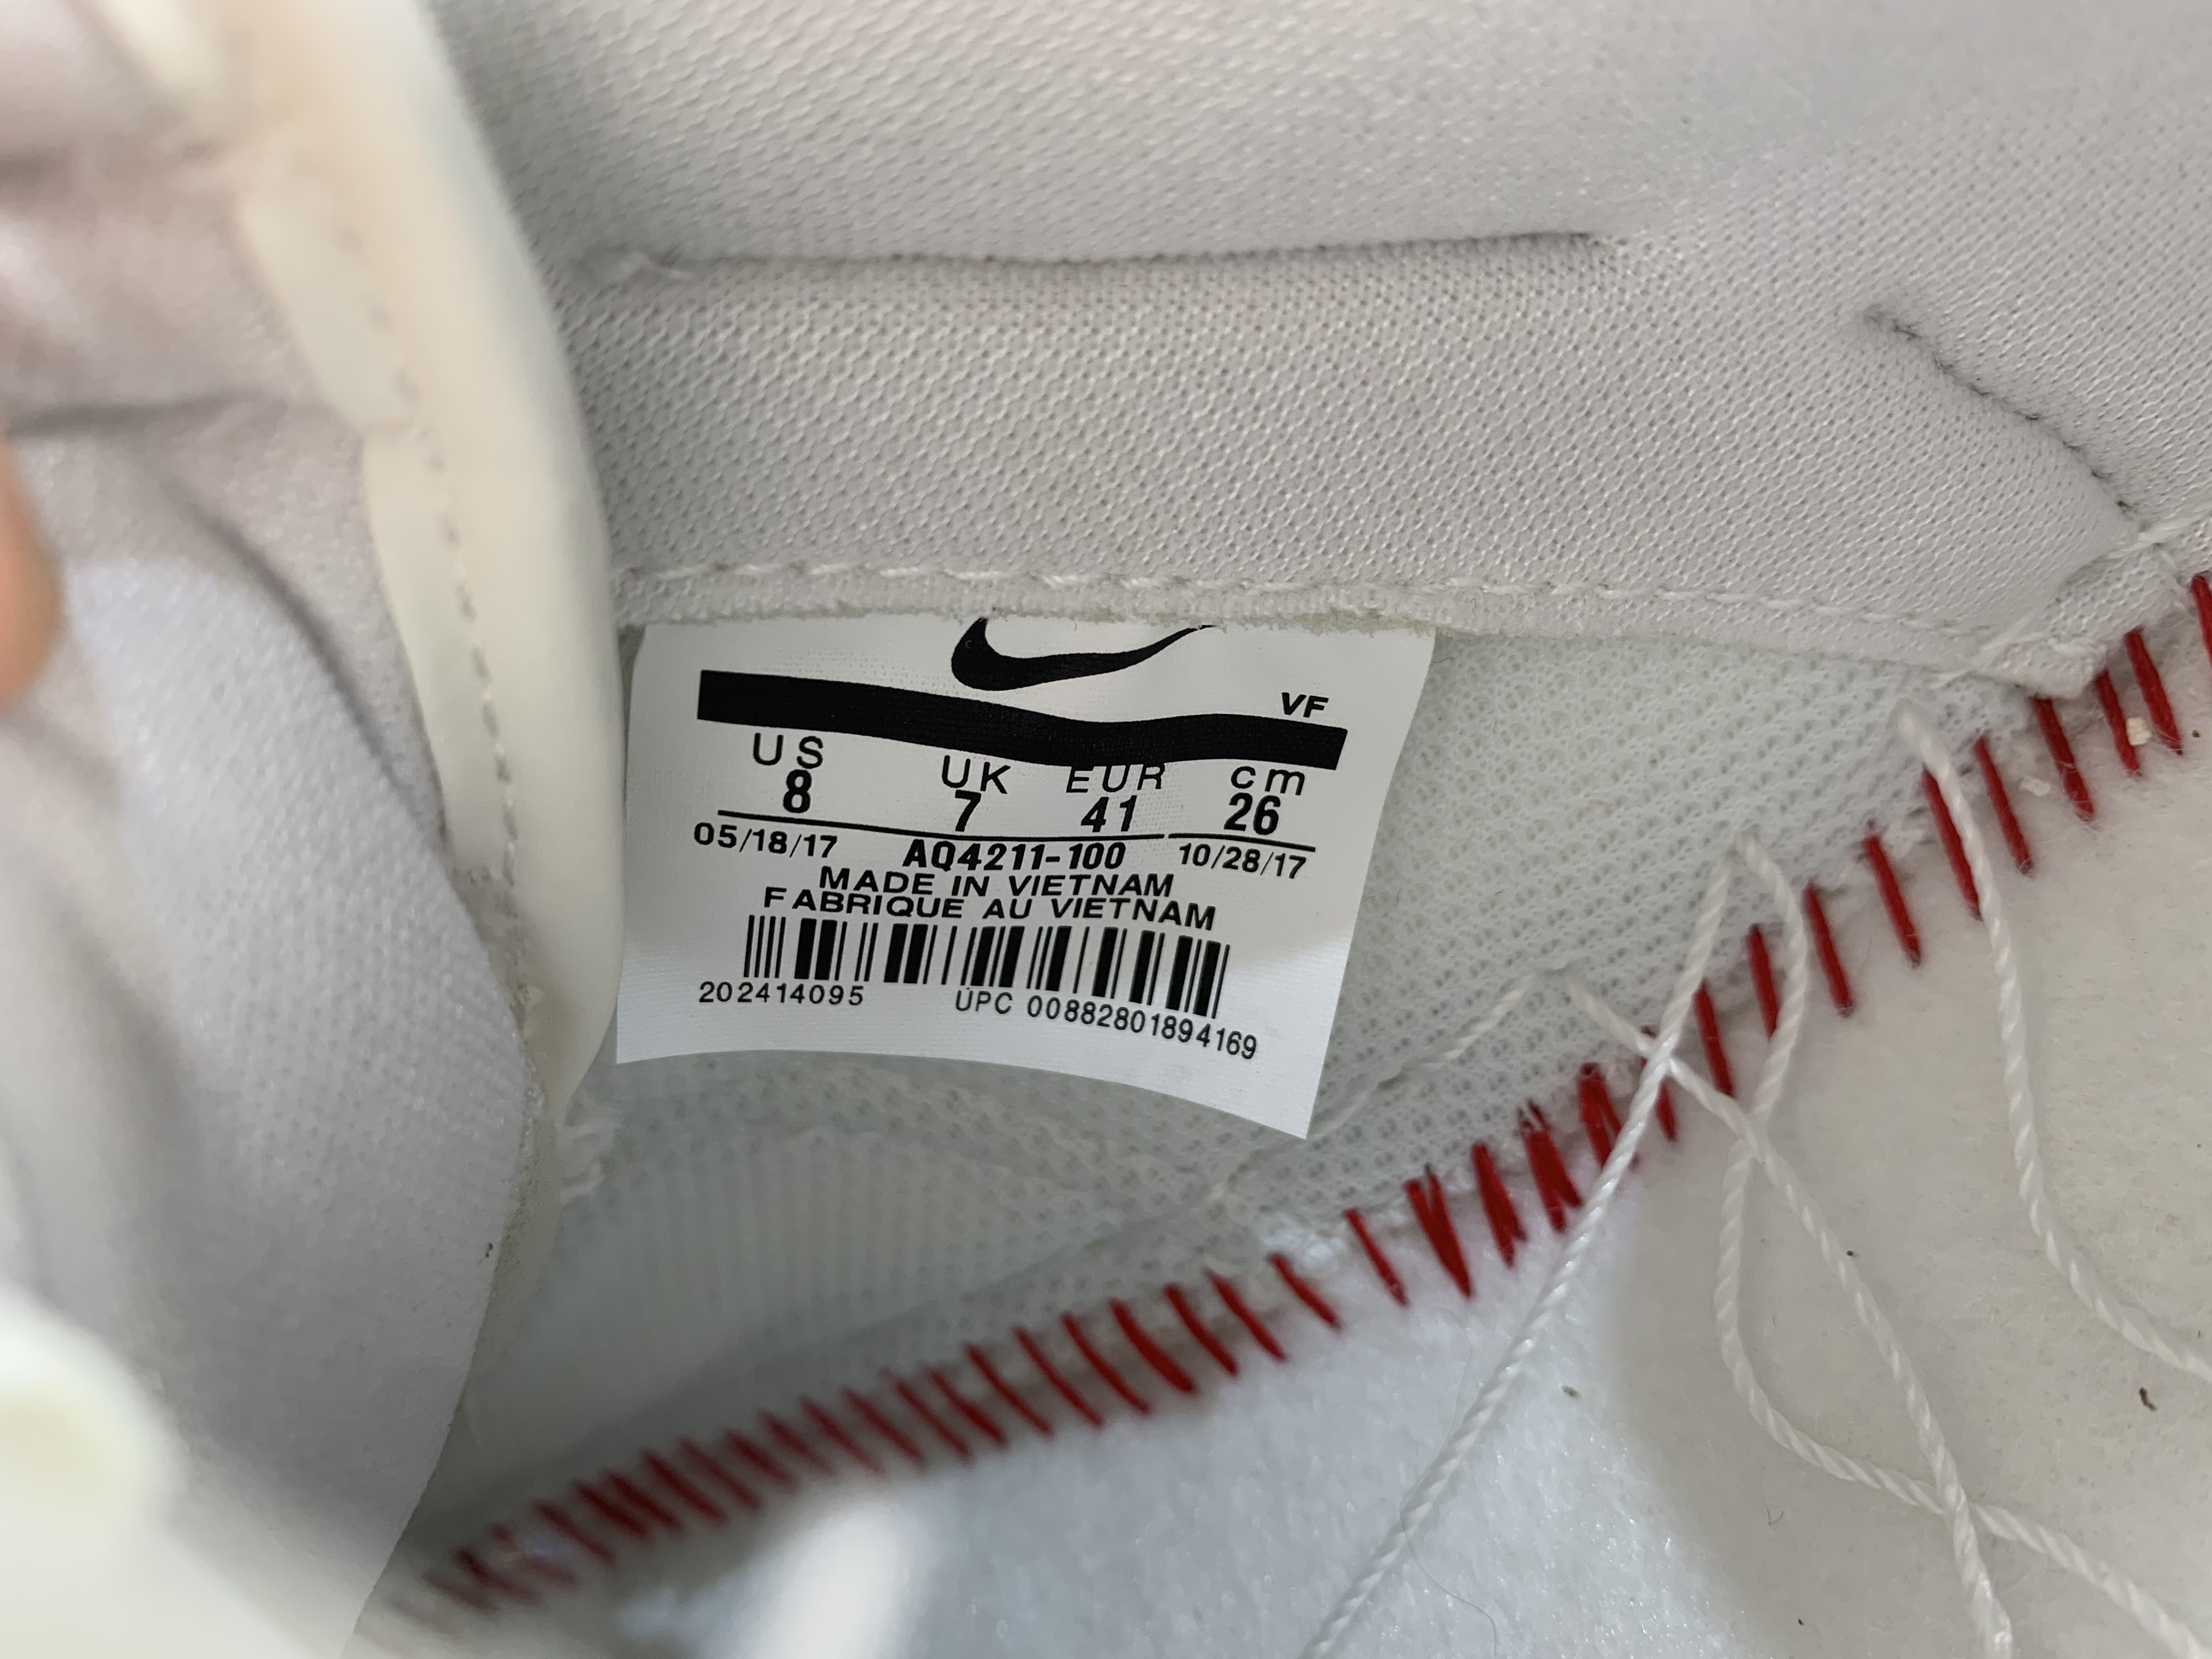 VF
US UK EUR cm
8 7 41 26
05/18/17 AQ4211-100 10/28/17
MADE IN VIETNAM
FABRIQUE AU VIETNAM
202414095 UPC 00882801894169